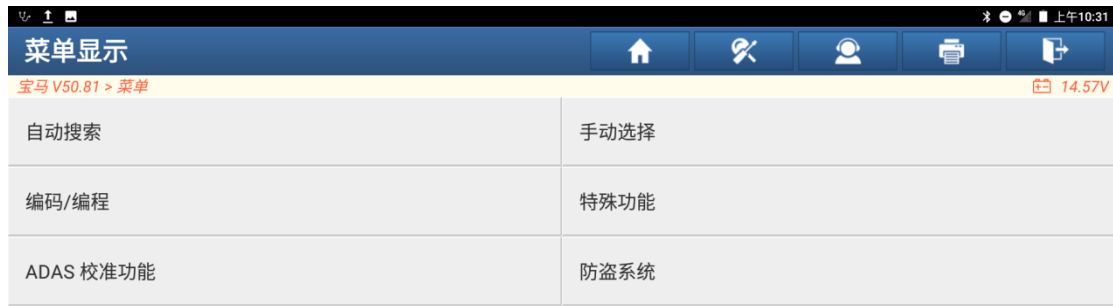 上午10:31
菜单显示
宝马 V50.81 > 菜单
14.57V
自动搜索
手动选择
编码/编程
特殊功能
ADAS 校准功能
防盗系统